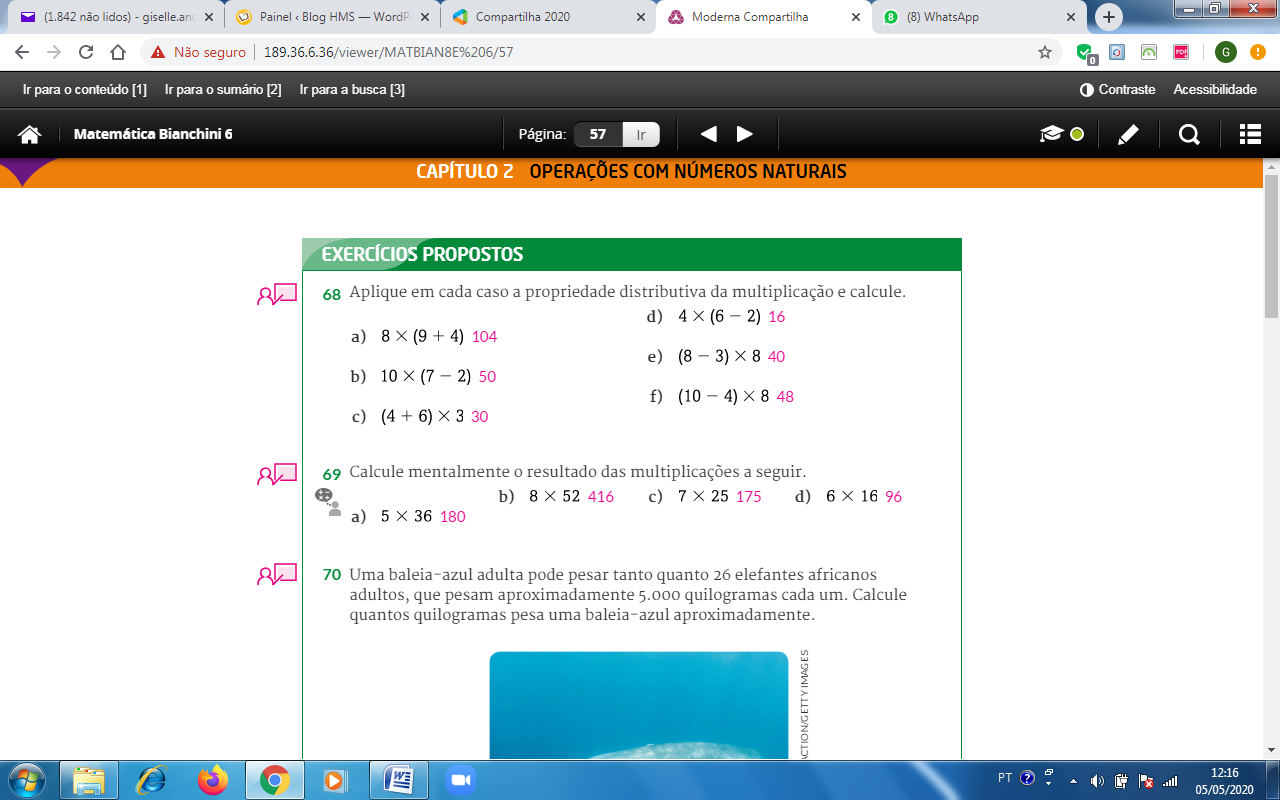 (1.842 não lidos) - giselle.and
Painel ‹ Blog HMS — WordP
Compartilha 2020
Moderna Compartilha
(8) WhatsApp
Não seguro | 189.36.6.36/viewer/MATBIAN8E%206/57
0
PDF
G
Ir para o conteúdo [1] Ir para o sumário [2] Ir para a busca [3]
Contraste Acessibilidade
Matemática Bianchini 6
Página: 57 Ir
CAPÍTULO 2 OPERAÇÕES COM NÚMEROS NATURAIS
EXERCÍCIOS PROPOSTOS
68 Aplique em cada caso a propriedade distributiva da multiplicação e calcule.
a) 8 × (9 + 4) 104
b) 10 × (7 − 2) 50
c) (4 + 6) × 3 30
d) 4 × (6 − 2) 16
e) (8 − 3) × 8 40
f) (10 − 4) × 8 48
69 Calcule mentalmente o resultado das multiplicações a seguir.
a) 5 × 36 180
b) 8 × 52 416
c) 7 × 25 175
d) 6 × 16 96
70 Uma baleia-azul adulta pode pesar tanto quanto 26 elefantes africanos
adultos, que pesam aproximadamente 5.000 quilogramas cada um. Calcule
quantos quilogramas pesa uma baleia-azul aproximadamente.
ACTION/GETTY IMAGES
PT
12:16
05/05/2020